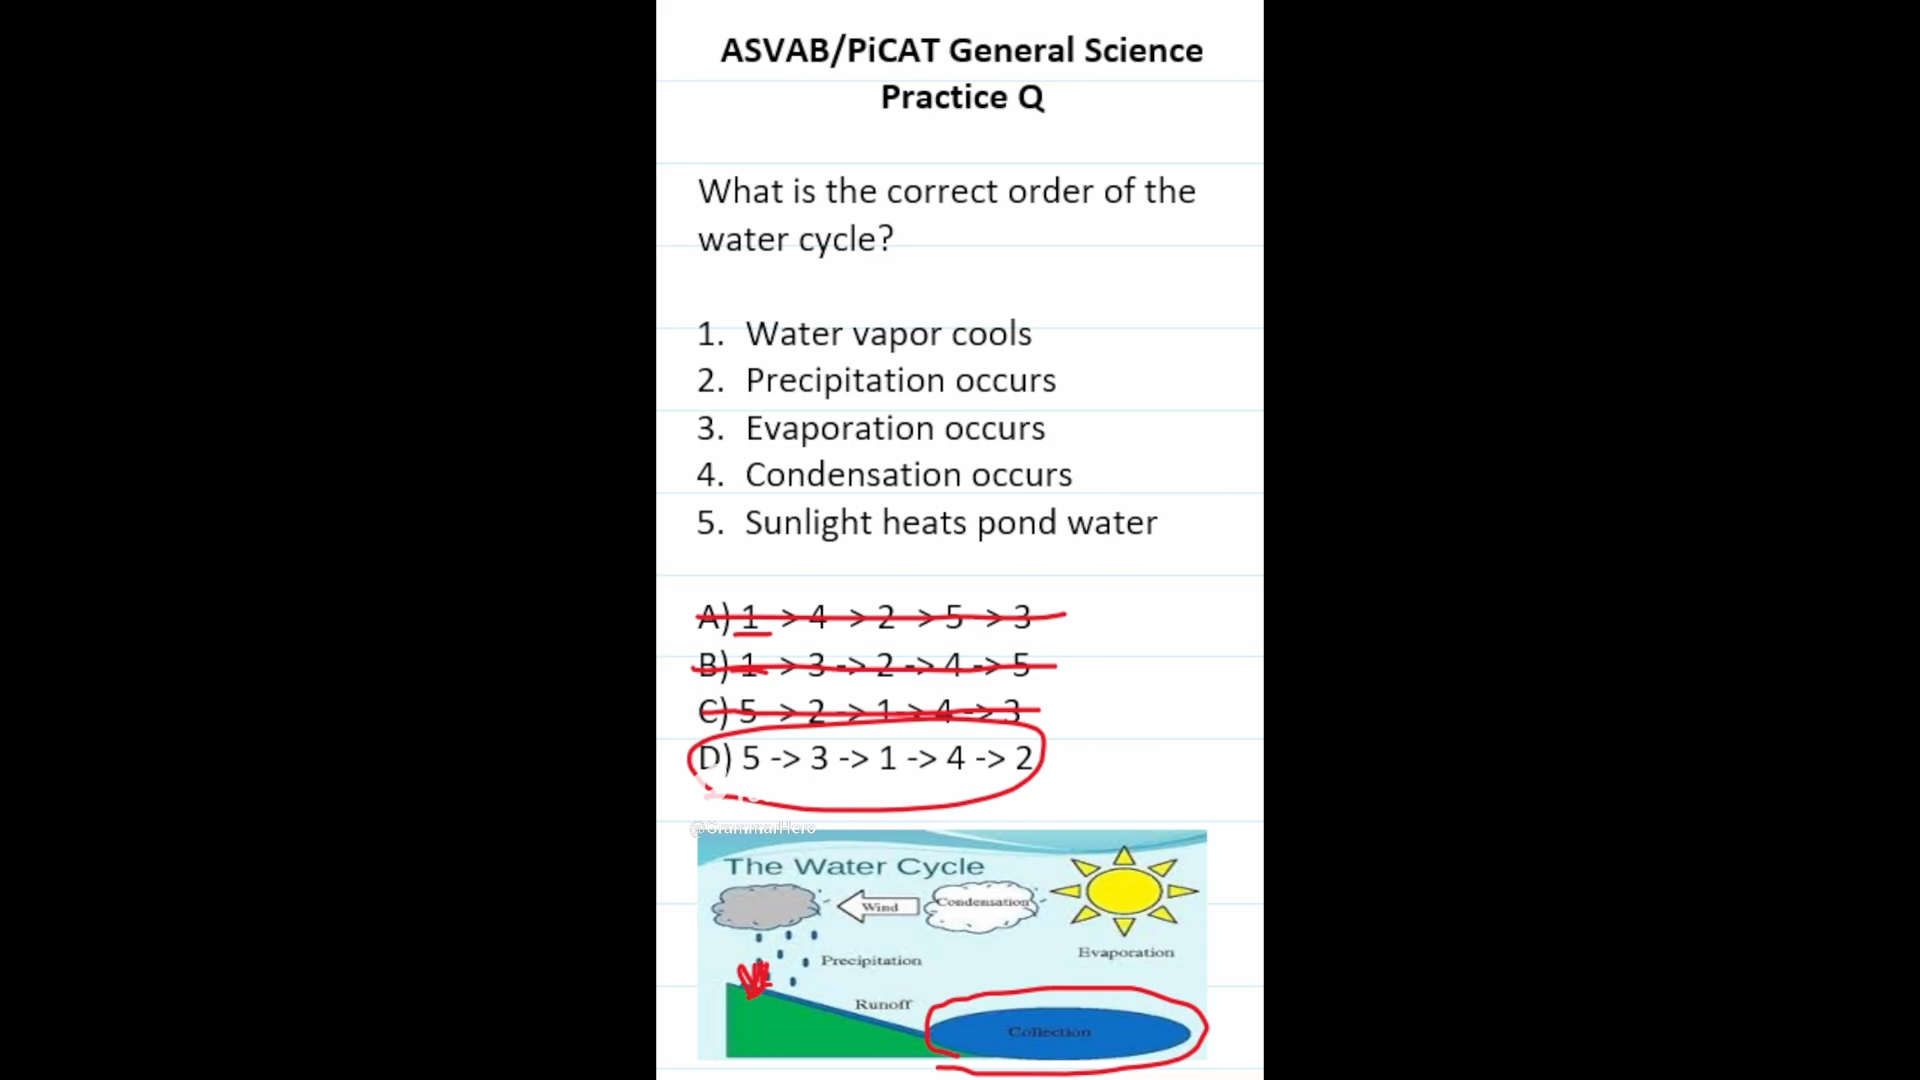 ASVAB/PiCAT General Science
Practice Q
What is the correct order of the
water cycle?
1. Water vapor cools
2. Precipitation occurs
3. Evaporation occurs
4. Condensation occurs
5. Sunlight heats pond water
A) 1 -> 4 -> 2 -> 5 -> 3
B) 1 -> 3 -> 2 -> 4 -> 5
C) 5 -> 2 -> 1 -> 4 -> 3
D) 5 -> 3 -> 1 -> 4 -> 2
@GrammarHero
The Water Cycle
Wind
Condensation
Evaporation
Precipitation
Runoff
Collection